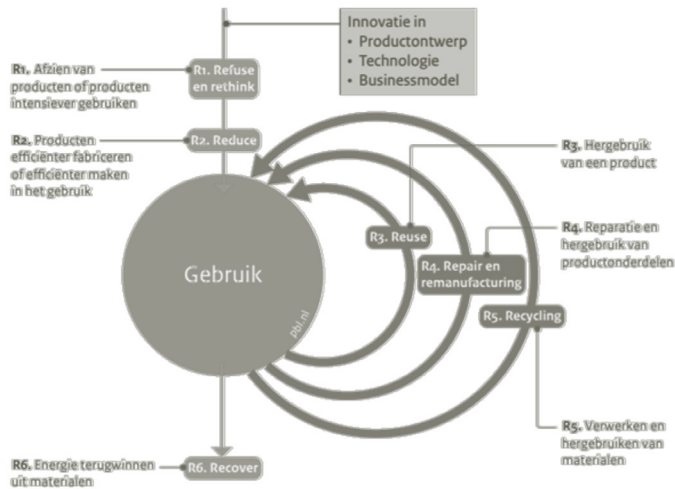 Innovatie in
• Productontwerp
• Technologie
• Businessmodel
R1. Afzien van
producten of producten
intensiever gebruiken
R1. Refuse
en rethink
R2. Producten
efficiënter fabriceren
of efficiënter maken
in het gebruik
R2. Reduce
R3. Hergebruik
van een product
R3. Reuse
R4. Reparatie en
hergebruik van
productonderdelen
R4. Repair en
remanufacturing
Gebruik
pbl.nl
R5. Recycling
R5. Verwerken en
hergebruiken van
materialen
R6. Energie terugwinnen
uit materialen
R6. Recover